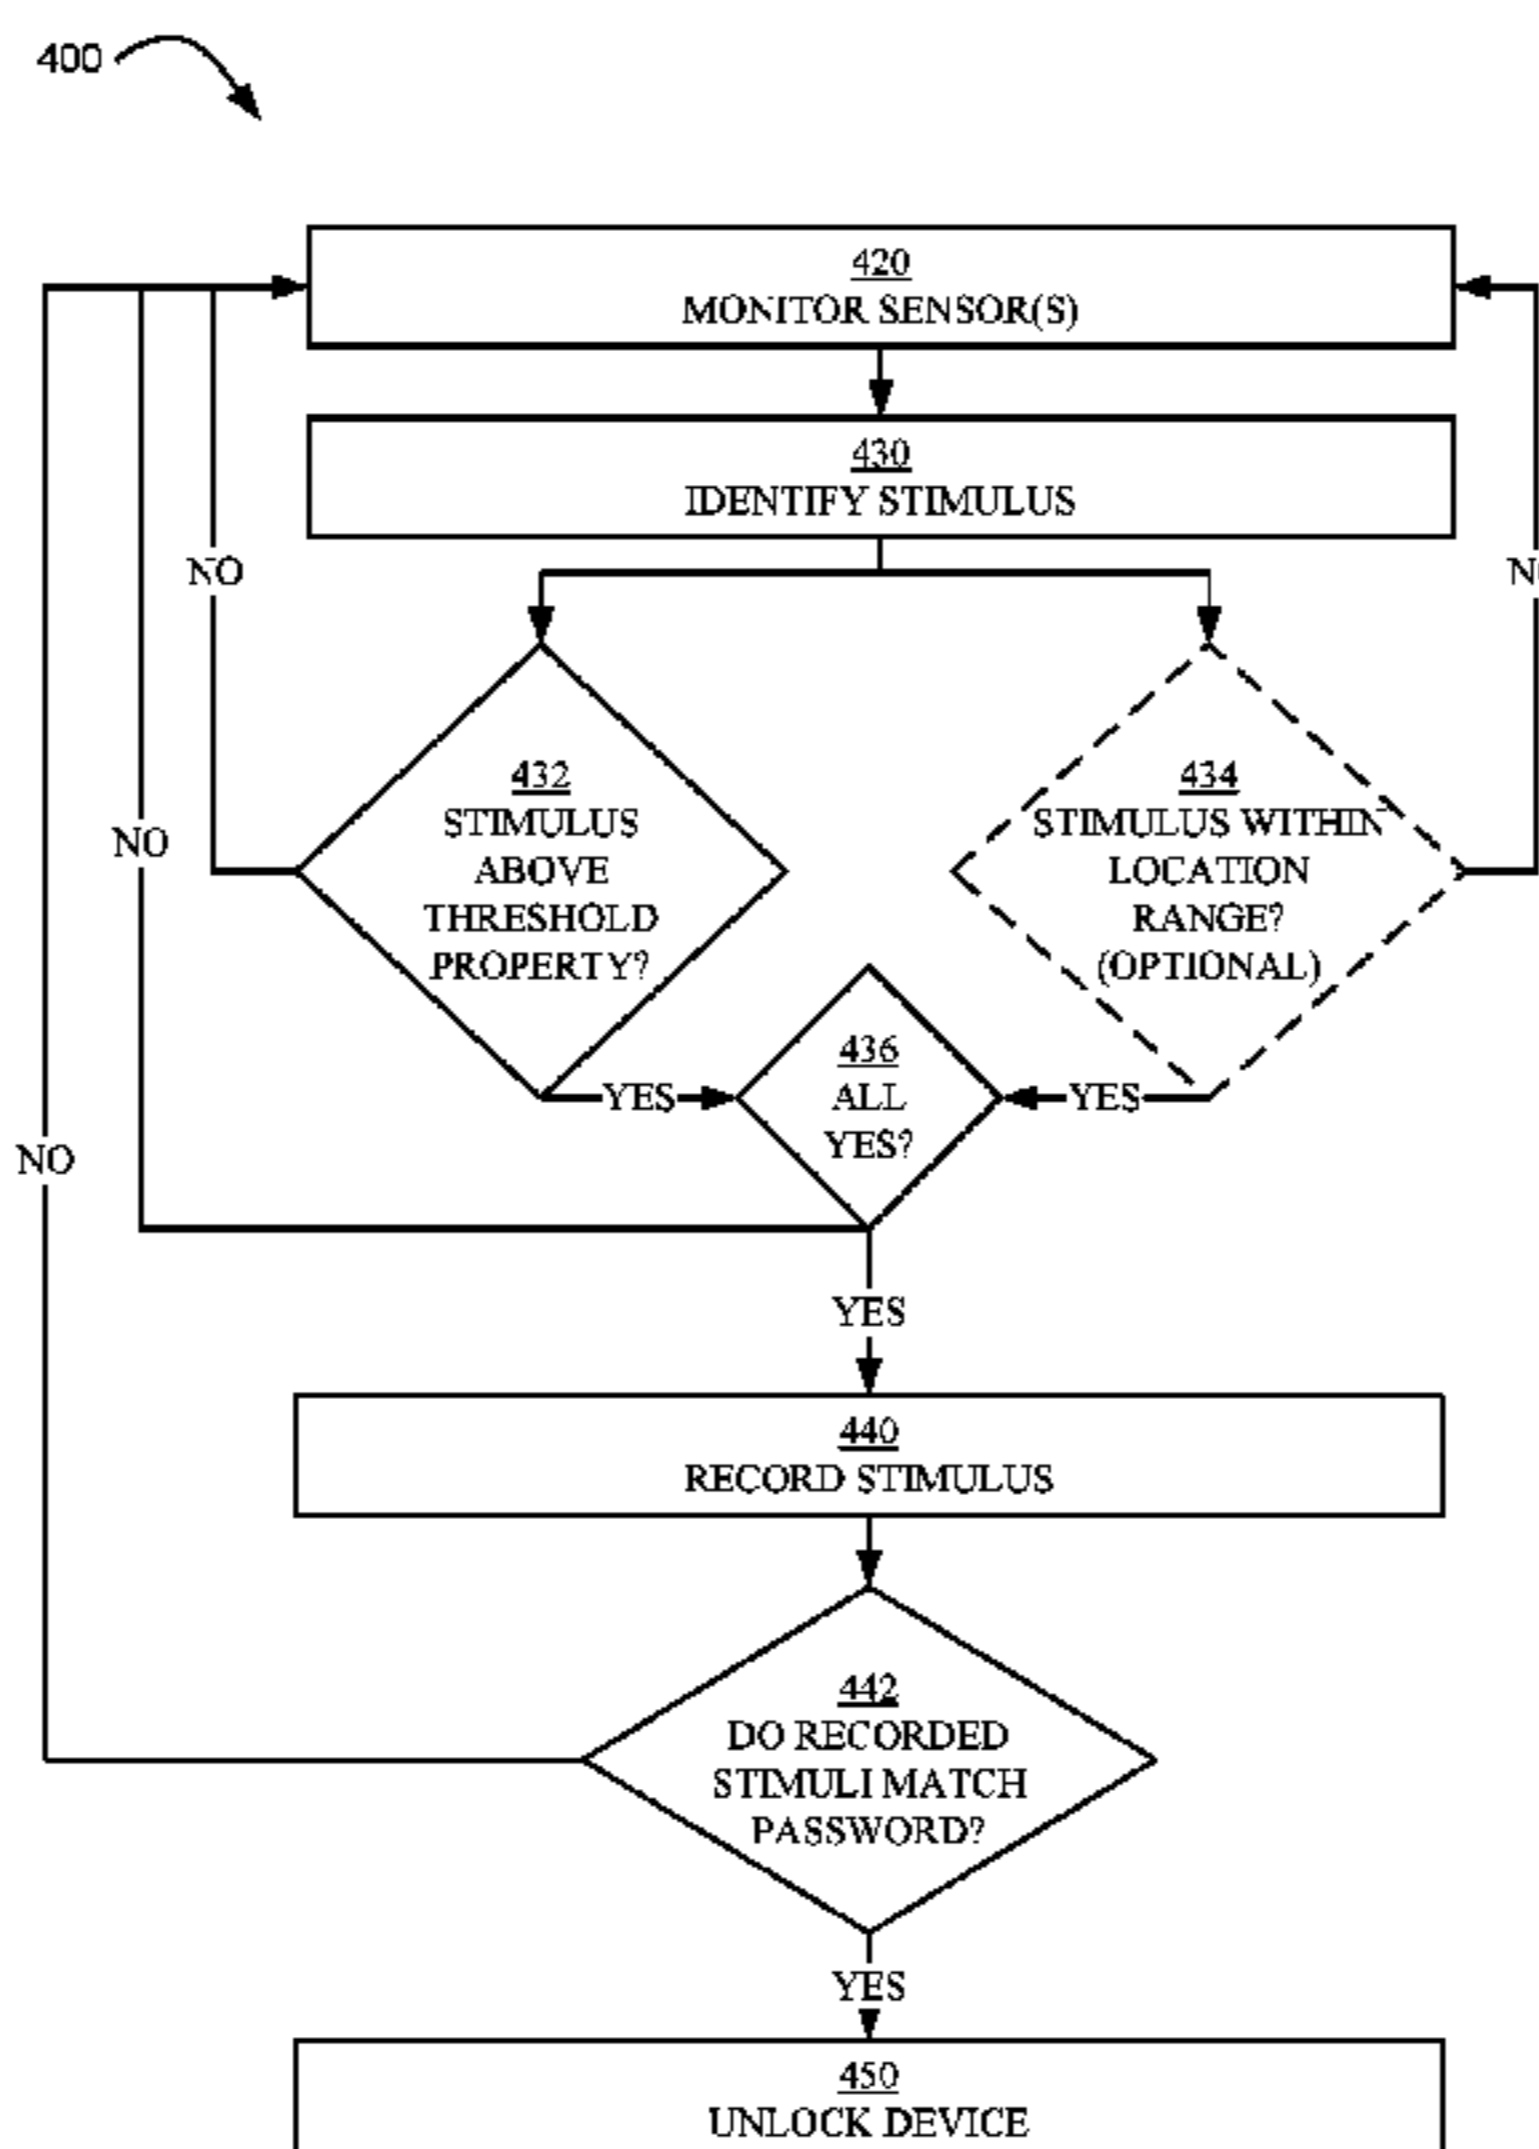 400
420
MONITOR SENSOR(S)
430
IDENTIFY STIMULUS
NO
432
STIMULUS
ABOVE
THRESHOLD
PROPERTY?
434
STIMULUS WITHIN
LOCATION
RANGE?
(OPTIONAL)
NO
436
ALL
YES?
YES
YES
NO
YES
440
RECORD STIMULUS
442
DO RECORDED
STIMULI MATCH
PASSWORD?
YES
450
UNLOCK DEVICE